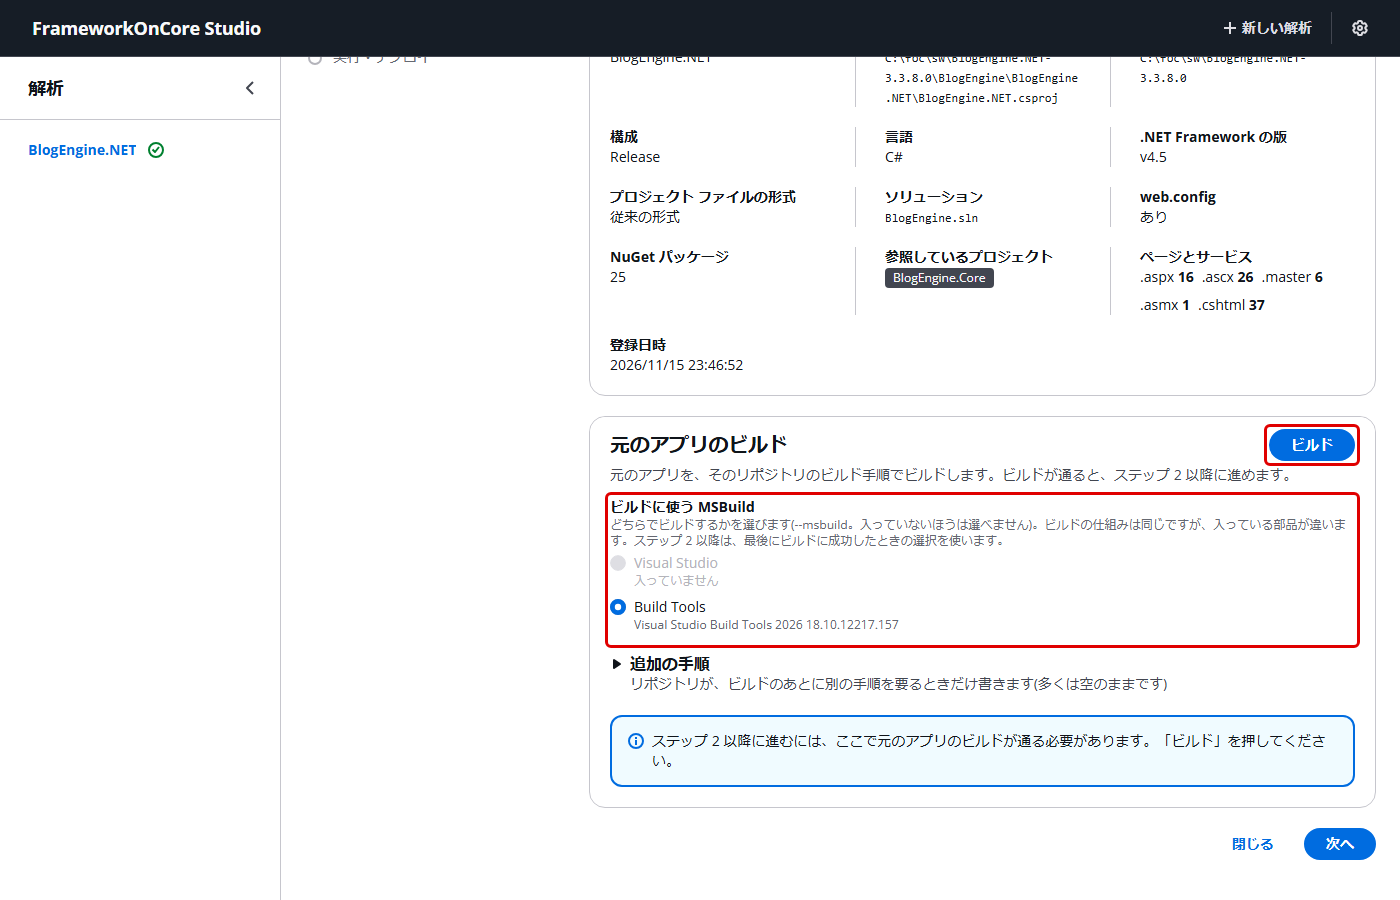 FrameworkOnCore Studio
新しい解析
解析
BlogEngine.NET
実行・デプロイ
BlogEngine.NET
C:\foc\sw\BlogEngine.NET-
3.3.8.0\BlogEngine\BlogEngine
.NET\BlogEngine.NET.csproj
C:\foc\sw\BlogEngine.NET-
3.3.8.0
構成
Release
言語
C#
.NET Framework の版
v4.5
プロジェクト ファイルの形式
従来の形式
ソリューション
BlogEngine.sln
web.config
あり
NuGet パッケージ
25
参照しているプロジェクト
BlogEngine.Core
ページとサービス
.aspx 16 .ascx 26 .master 6
.asmx 1 .cshtml 37
登録日時
2026/11/15 23:46:52
元のアプリのビルド
ビルド
元のアプリを、そのリポジトリのビルド手順でビルドします。ビルドが通ると、ステップ 2 以降に進めます。
ビルドに使う MSBuild
どちらでビルドするかを選びます(--msbuild。入っていないほうは選べません)。ビルドの仕組みは同じですが、入っている部品が違いま
す。ステップ 2 以降は、最後にビルドに成功したときの選択を使います。
Visual Studio
入っていません
Build Tools
Visual Studio Build Tools 2026 18.10.12217.157
追加の手順
リポジトリが、ビルドのあとに別の手順を要るときだけ書きます(多くは空のままです)
ステップ 2 以降に進むには、ここで元のアプリのビルドが通る必要があります。「ビルド」を押してくださ
い。
閉じる
次へ